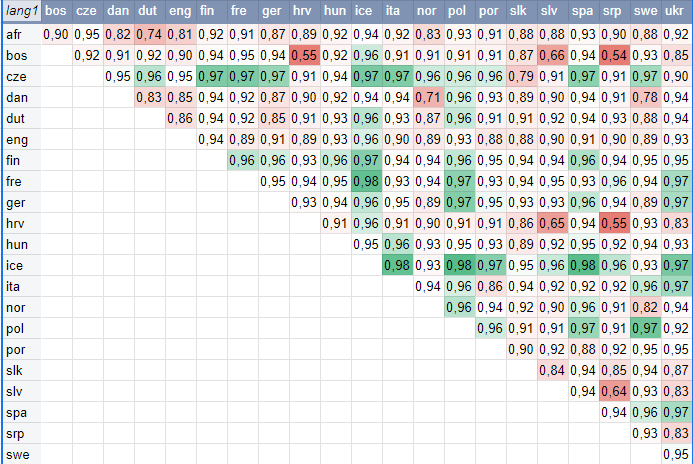 lang1 bos cze dan dut eng fin fre ger hrv hun ice ita nor pol por slk slv spa srp swe ukr
afr 0,90 0,95 0,82 0,74 0,81 0,92 0,91 0,87 0,89 0,92 0,94 0,92 0,83 0,93 0,91 0,88 0,88 0,93 0,90 0,88 0,92
bos 0,92 0,91 0,92 0,90 0,94 0,95 0,94 0,55 0,92 0,96 0,91 0,91 0,91 0,91 0,87 0,66 0,94 0,54 0,93 0,85
cze 0,95 0,96 0,95 0,97 0,97 0,97 0,91 0,94 0,97 0,97 0,96 0,96 0,96 0,79 0,91 0,97 0,91 0,97 0,90
dan 0,83 0,85 0,94 0,92 0,87 0,90 0,92 0,94 0,94 0,71 0,96 0,93 0,89 0,90 0,94 0,91 0,78 0,94
dut 0,86 0,94 0,92 0,85 0,91 0,93 0,96 0,93 0,87 0,96 0,91 0,91 0,92 0,94 0,93 0,88 0,94
eng 0,94 0,89 0,91 0,89 0,93 0,96 0,90 0,89 0,93 0,88 0,88 0,90 0,91 0,90 0,89 0,93
fin 0,96 0,96 0,93 0,96 0,97 0,94 0,94 0,96 0,95 0,94 0,94 0,96 0,94 0,95 0,95
fre 0,95 0,94 0,95 0,98 0,93 0,94 0,97 0,93 0,94 0,95 0,93 0,96 0,94 0,97
ger 0,93 0,94 0,96 0,95 0,89 0,97 0,95 0,93 0,93 0,96 0,94 0,89 0,97
hrv 0,91 0,96 0,91 0,90 0,91 0,91 0,86 0,65 0,94 0,55 0,93 0,83
hun 0,95 0,96 0,93 0,95 0,93 0,89 0,92 0,95 0,92 0,94 0,93
ice 0,98 0,93 0,98 0,97 0,95 0,96 0,98 0,96 0,93 0,97
ita 0,94 0,96 0,86 0,94 0,92 0,92 0,92 0,96 0,97
nor 0,96 0,94 0,92 0,90 0,96 0,91 0,82 0,94
pol 0,96 0,91 0,91 0,97 0,91 0,97 0,92
por 0,90 0,92 0,88 0,92 0,95 0,95
slk 0,84 0,94 0,85 0,94 0,87
slv 0,94 0,64 0,93 0,83
spa 0,94 0,96 0,97
srp 0,93 0,83
swe 0,95